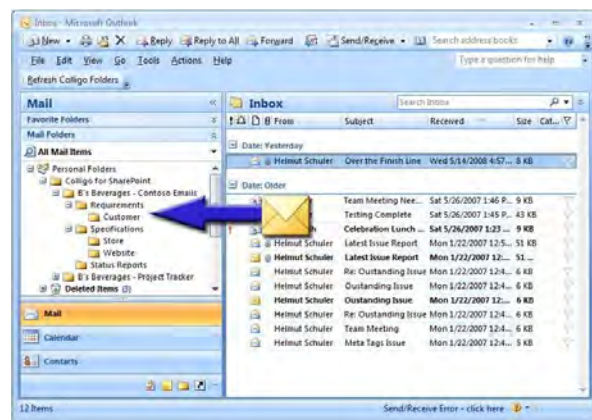 Inbox - Microsoft Outlook
New Reply Reply to All Forward Send/Receive Search address books
File Edit View Go Tools Actions Help Type a question for help
Refresh Colligo Folders
Mail
Favorite Folders
Mail Folders
All Mail Items
Personal Folders
Colligo for SharePoint
B's Beverages - Contoso Emails
Requirements
Customer
Specifications
Store
Website
Status Reports
B's Beverages - Project Tracker
Deleted Items
Mail
Calendar
Contacts
Inbox Search Inbox
From Subject Received Size Cat...
Date: Yesterday
Helmut Schuler Over the Finish Line Wed 5/14/2008 4:57... 8 KB
Date: Older
Team Meeting Nee... Sat 5/26/2007 1:46 P... 9 KB
Testing Complete Sat 5/26/2007 1:45 P... 43 KB
Celebration Lunch ... Sat 5/26/2007 1:23 ... 9 KB
Helmut Schuler Latest Issue Report Mon 1/22/2007 12:5... 51 KB
Helmut Schuler Latest Issue Report Mon 1/22/2007 12:... 51 ...
Helmut Schuler Re: Oustanding Issue Mon 1/22/2007 12:4... 6 KB
Helmut Schuler Oustanding Issue Mon 1/22/2007 12:4... 6 KB
Helmut Schuler Oustanding Issue Mon 1/22/2007 12:... 6 KB
Helmut Schuler Re: Oustanding Issue Mon 1/22/2007 12:4... 6 KB
Helmut Schuler Team Meeting Mon 1/22/2007 12:4... 6 KB
Helmut Schuler Meta Tags Issue Mon 1/22/2007 12:4... 5 KB
12 Items Send/Receive Error - click here